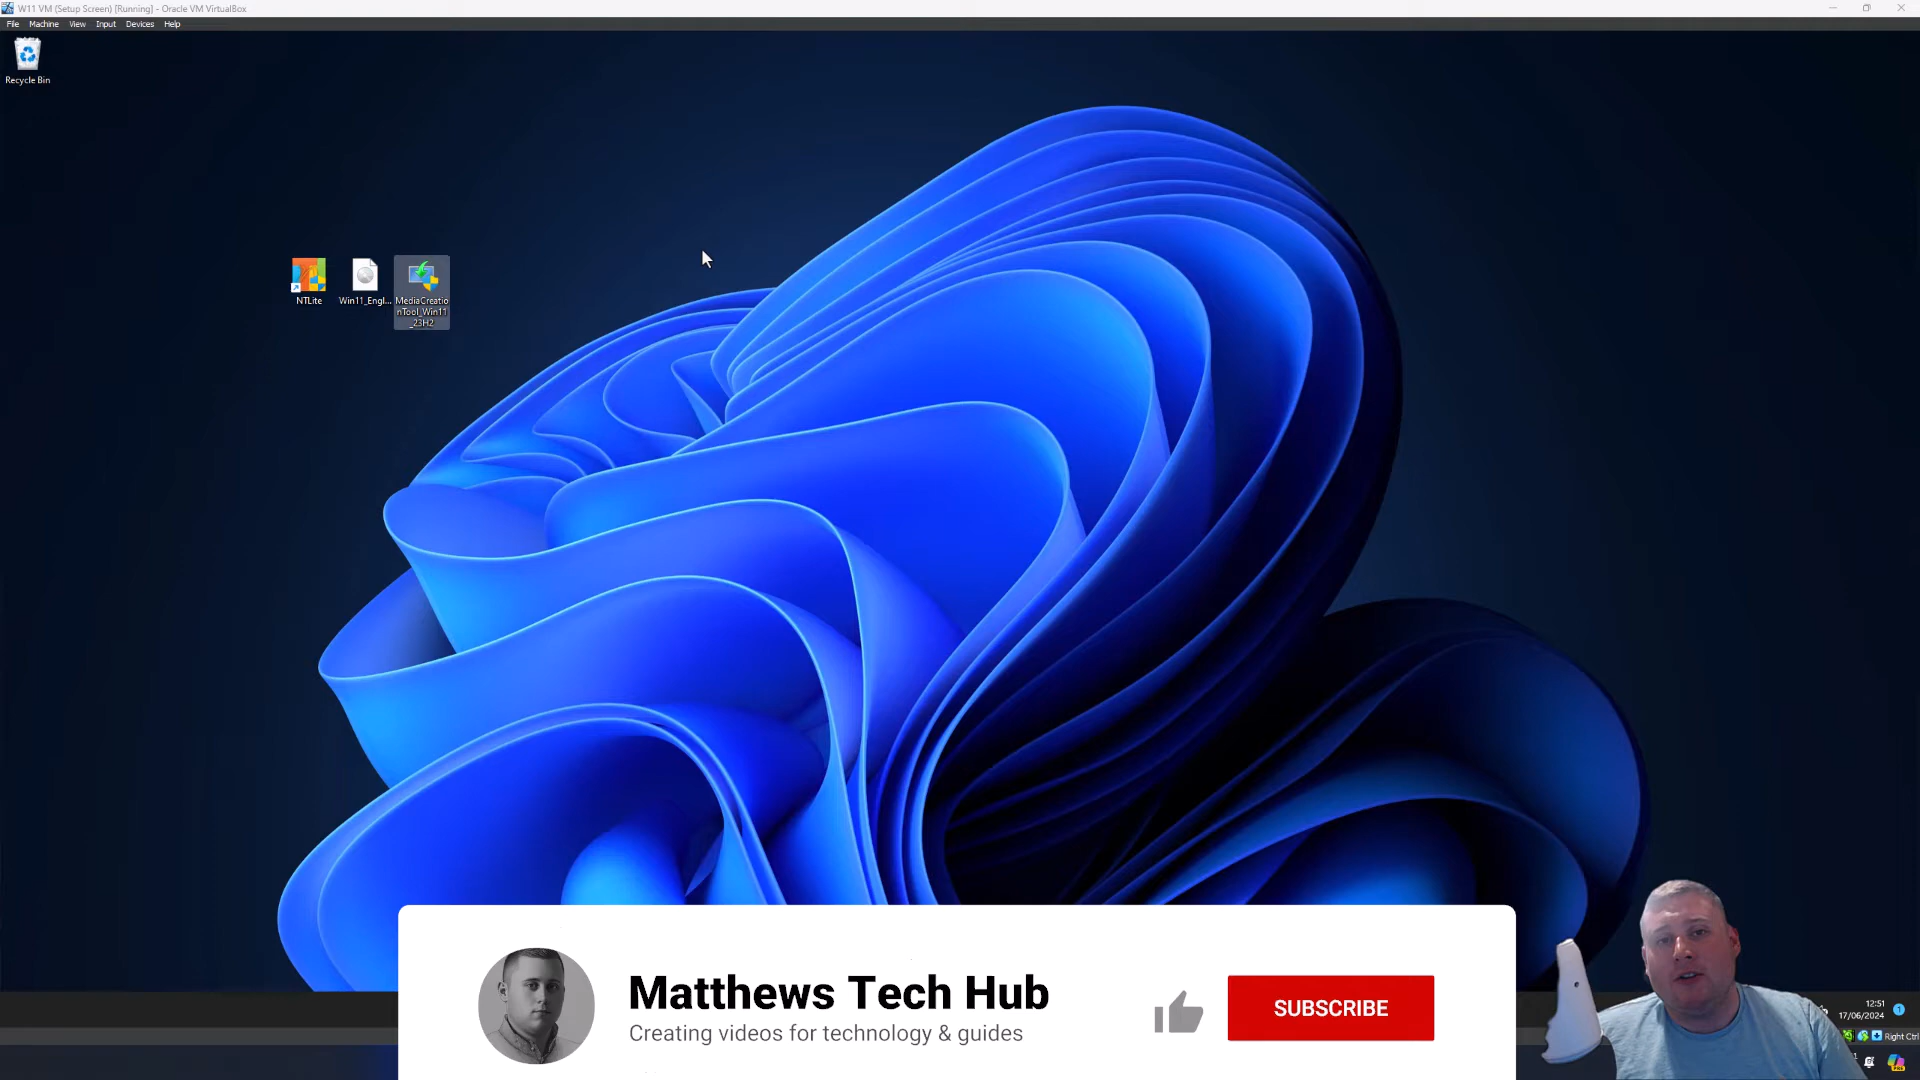 W11 VM (Setup Screen) [Running] - Oracle VM VirtualBox
File Machine View Input Devices Help
Recycle Bin
NTLite
Win11_Engl...
MediaCreatio
nTool_Win11
_23H2
Matthews Tech Hub
Creating videos for technology & guides
SUBSCRIBE
12:51
17/06/2024
1
Right Ctrl